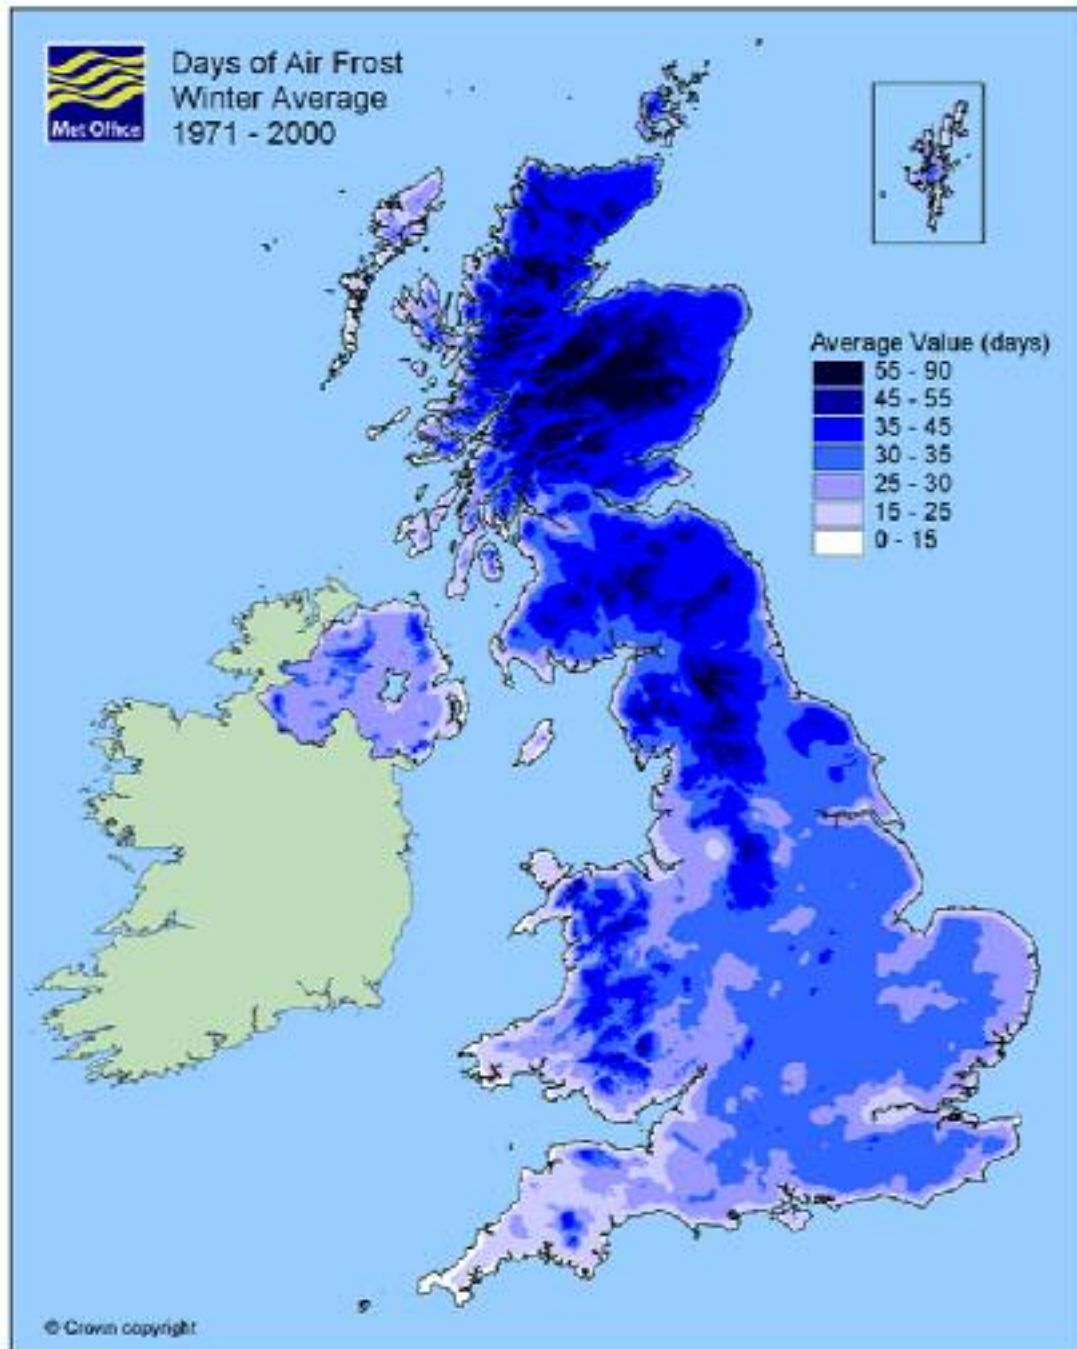 Met Office
Days of Air Frost
Winter Average
1971 - 2000
Average Value (days)
55 - 90
45 - 55
35 - 45
30 - 35
25 - 30
15 - 25
0 - 15
© Crown copyright